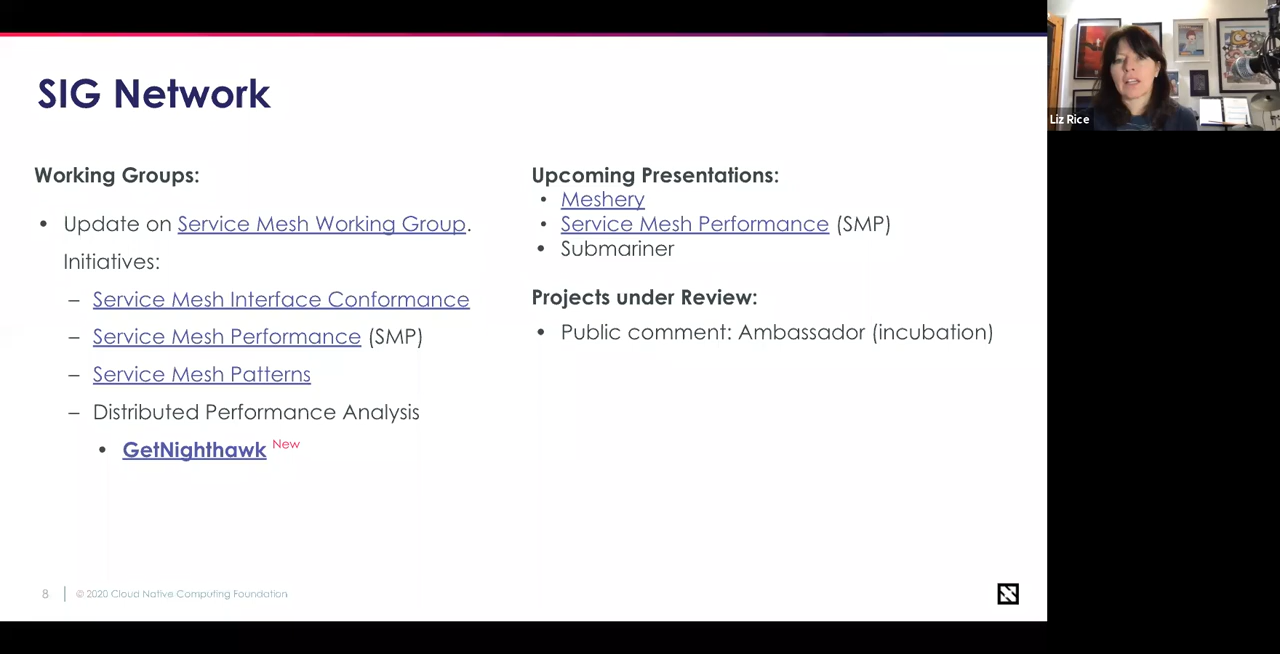 SIG Network
Working Groups:
• Update on Service Mesh Working Group.
Initiatives:
– Service Mesh Interface Conformance
– Service Mesh Performance (SMP)
– Service Mesh Patterns
– Distributed Performance Analysis
• GetNighthawk New
Upcoming Presentations:
• Meshery
• Service Mesh Performance (SMP)
• Submariner
Projects under Review:
• Public comment: Ambassador (incubation)
8 | © 2020 Cloud Native Computing Foundation
Liz Rice